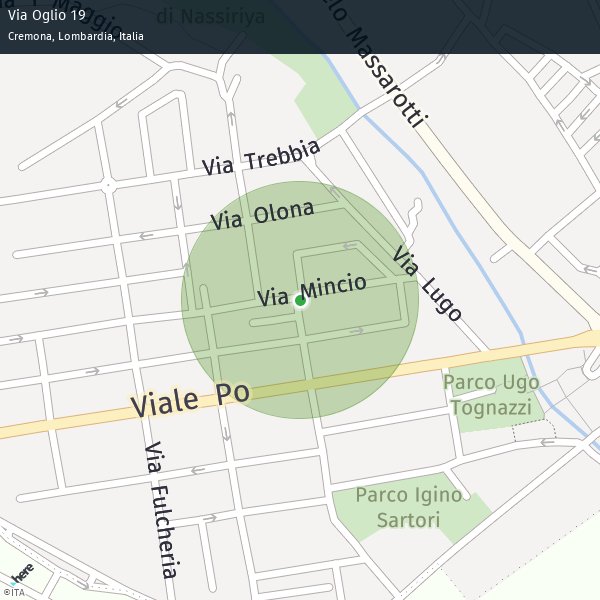 Via Oglio 19
Cremona, Lombardia, Italia
di Nassiriya
Maggio
Massarotti
Via Trebbia
Via Olona
Via Mincio
Via Lugo
Viale Po
Parco Ugo
Tognazzi
Via Fulcheria
Parco Igino
Sartori
here
©ITA